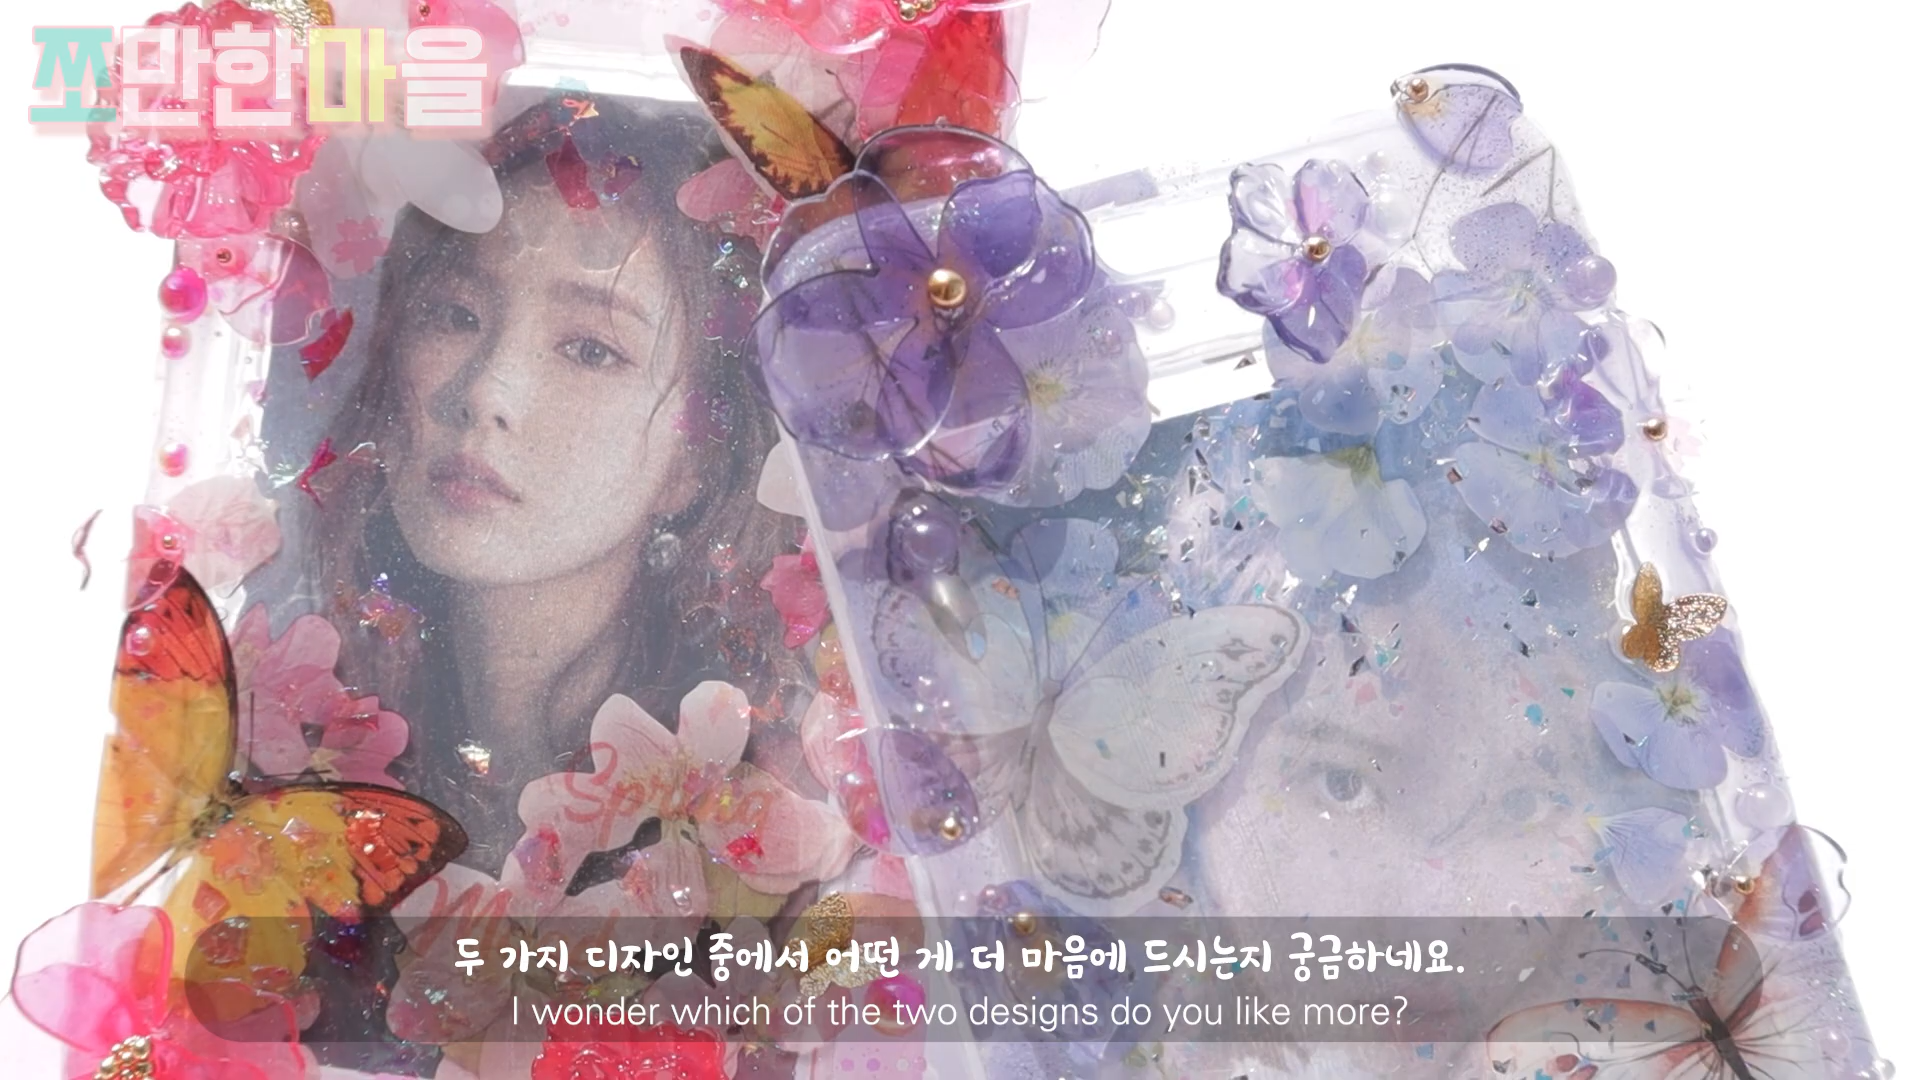 쪼만한마을
Spring
Mood
두 가지 디자인 중에서 어떤 게 더 마음에 드시는지 궁금하네요.
I wonder which of the two designs do you like more?